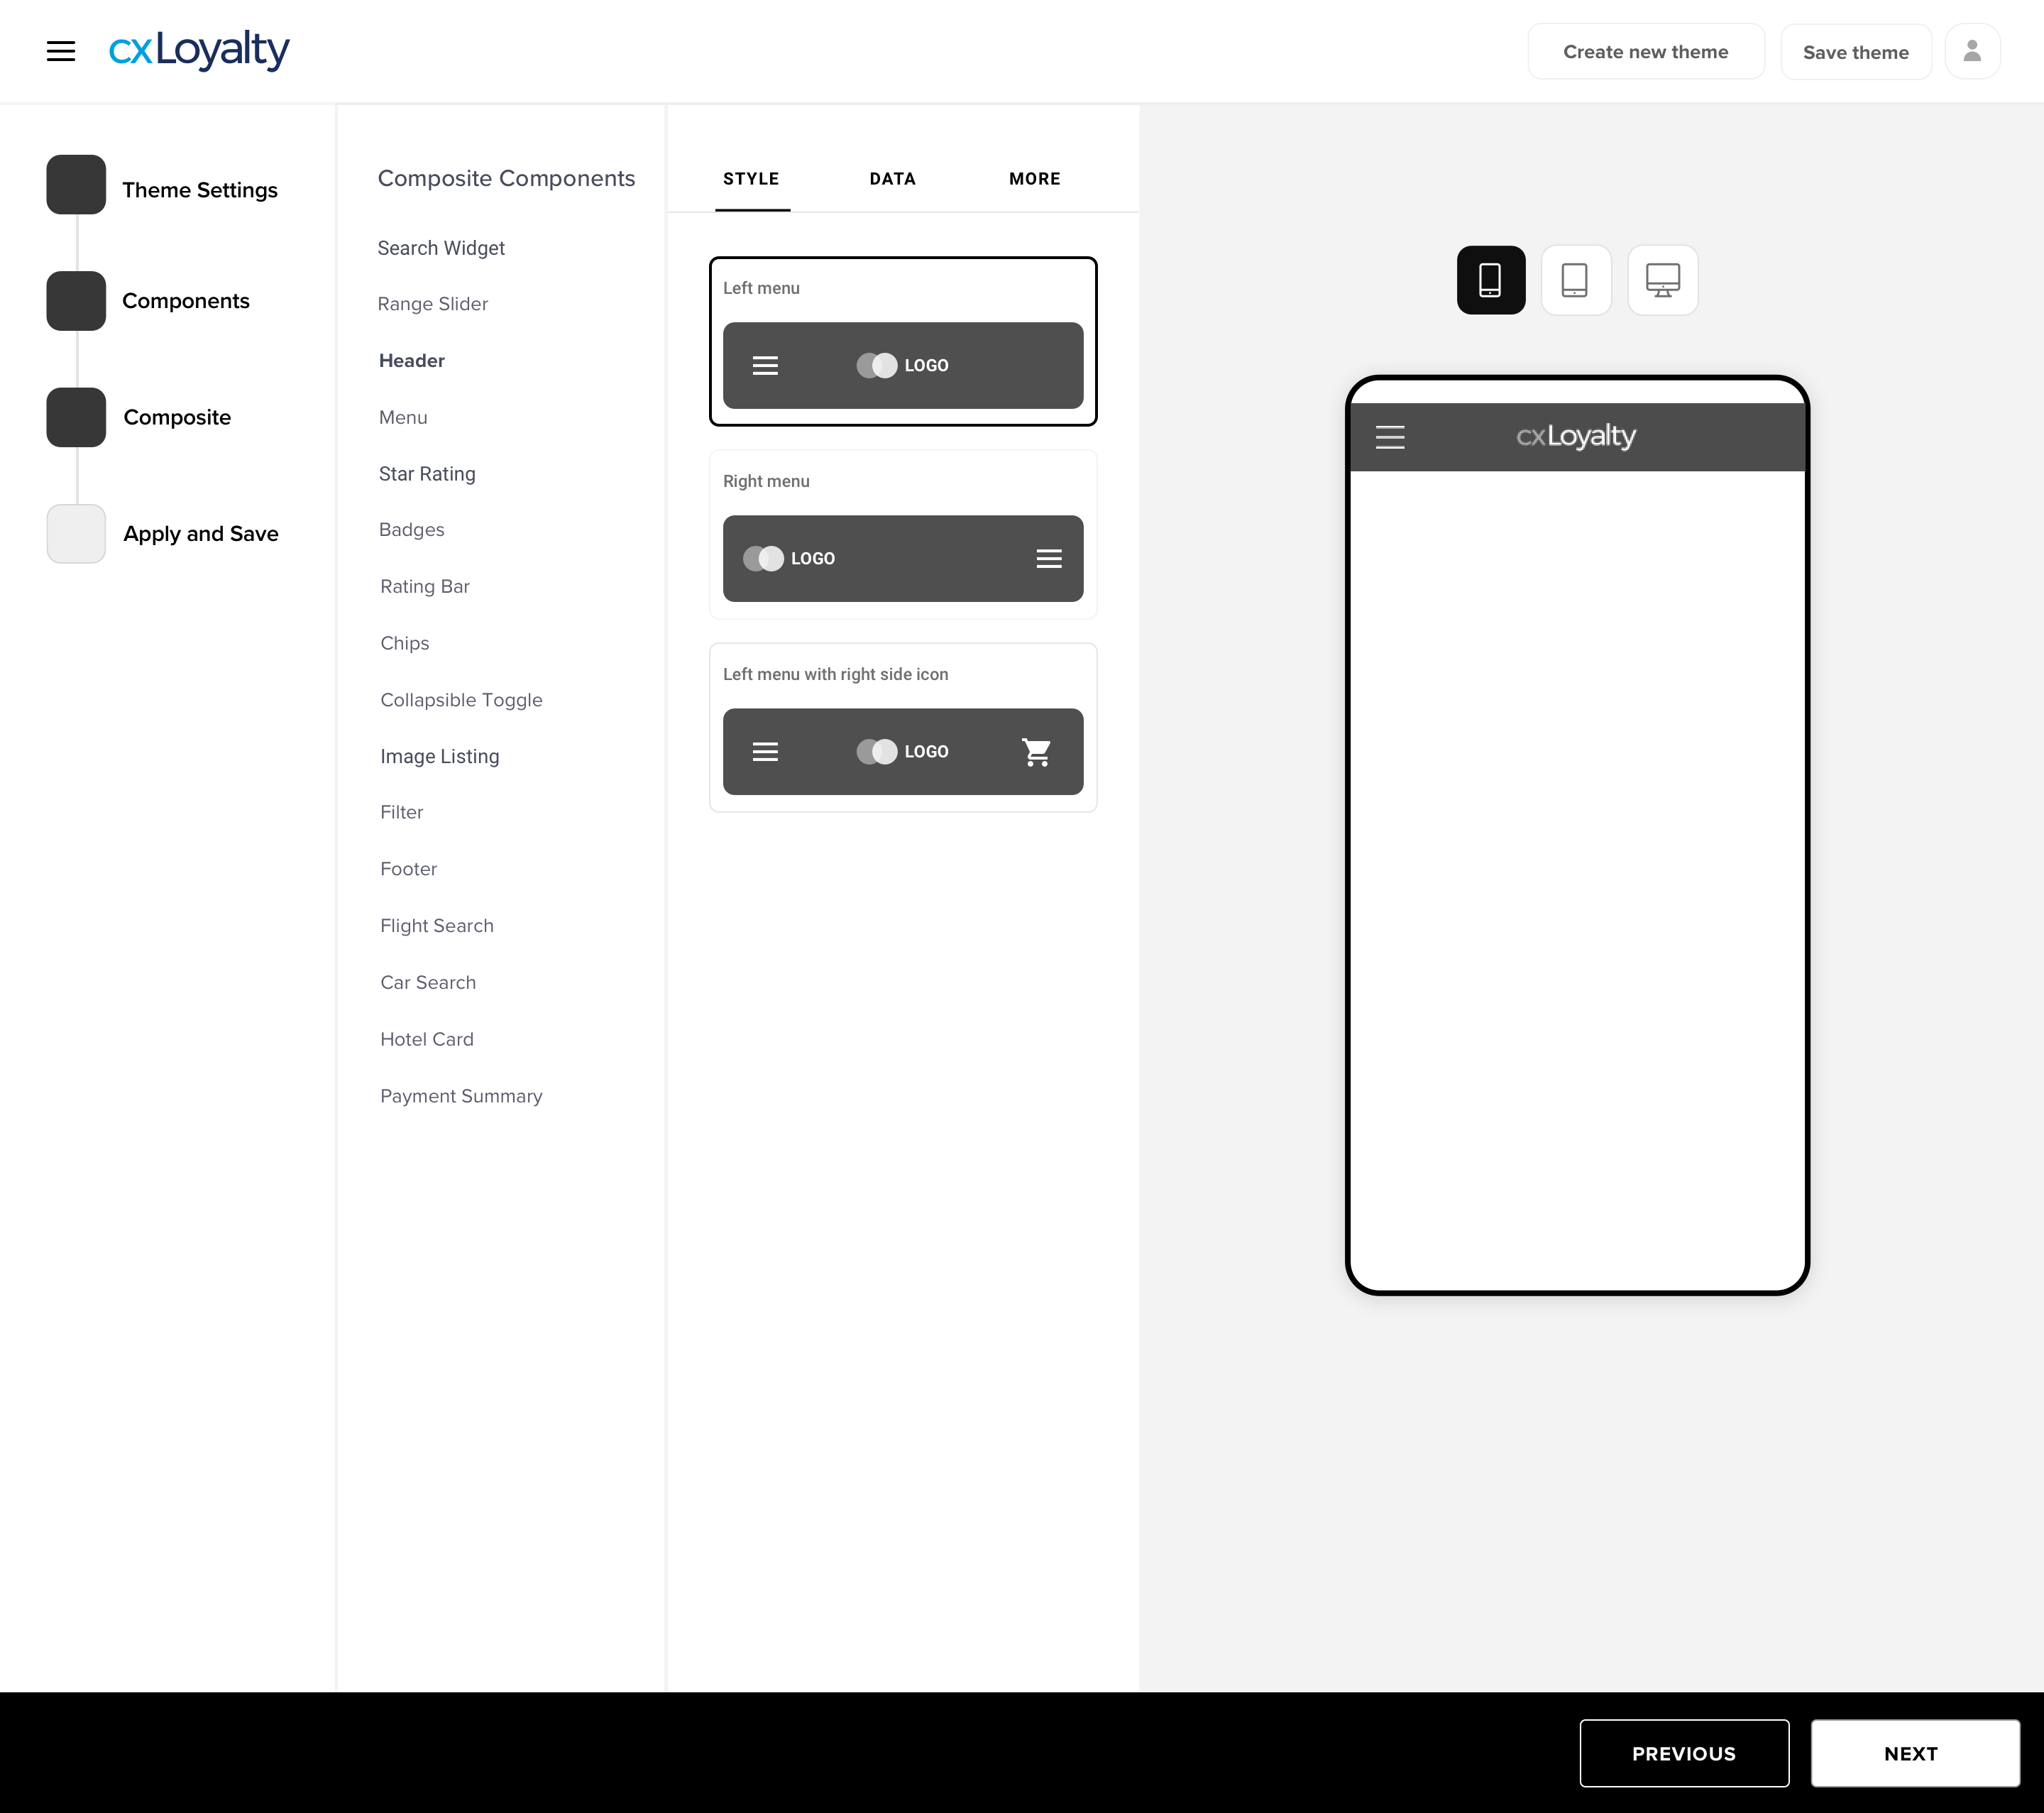 cxLoyalty
Create new theme
Save theme
Theme Settings
Components
Composite
Apply and Save
Composite Components
Search Widget
Range Slider
Header
Menu
Star Rating
Badges
Rating Bar
Chips
Collapsible Toggle
Image Listing
Filter
Footer
Flight Search
Car Search
Hotel Card
Payment Summary
STYLE DATA MORE
Left menu
LOGO
Right menu
LOGO
Left menu with right side icon
LOGO
cxLoyalty
PREVIOUS
NEXT